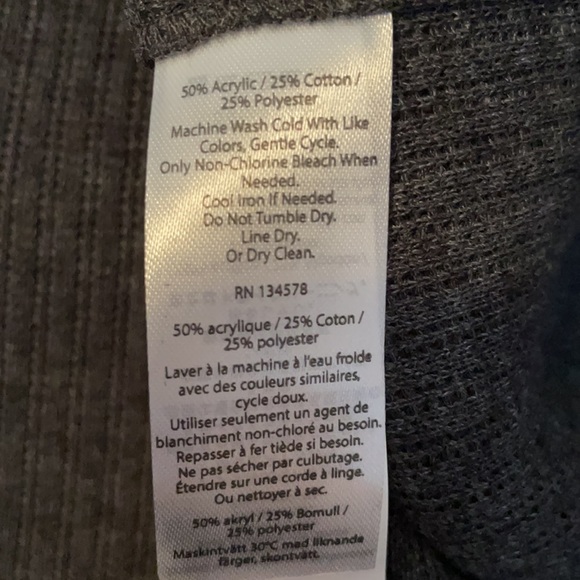 50% Acrylic / 25% Cotton /
25% Polyester
Machine Wash Cold With Like
Colors, Gentle Cycle.
Only Non-Chlorine Bleach When
Needed.
Cool Iron If Needed.
Do Not Tumble Dry.
Line Dry.
Or Dry Clean.
RN 134578
50% acrylique / 25% Coton /
25% polyester
Laver à la machine à l'eau froide
avec des couleurs similaires,
cycle doux.
Utiliser seulement un agent de
blanchiment non-chloré au besoin.
Repasser à fer tiède si besoin.
Ne pas sécher par culbutage.
Étendre sur une corde à linge.
Ou nettoyer à sec.
50% akryl / 25% Bomull /
25% polyester
Maskintvätt 30°C med liknande
färger, skontvätt.